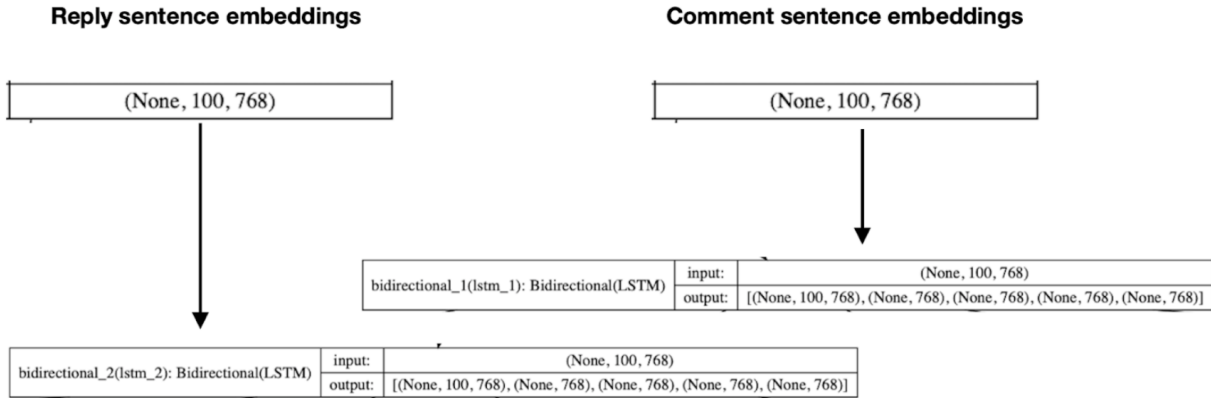 Reply sentence embeddings
Comment sentence embeddings
(None, 100, 768)
(None, 100, 768)
bidirectional_1(lstm_1): Bidirectional(LSTM)
input:
(None, 100, 768)
output:
[(None, 100, 768), (None, 768), (None, 768), (None, 768), (None, 768)]
bidirectional_2(lstm_2): Bidirectional(LSTM)
input:
(None, 100, 768)
output:
[(None, 100, 768), (None, 768), (None, 768), (None, 768), (None, 768)]